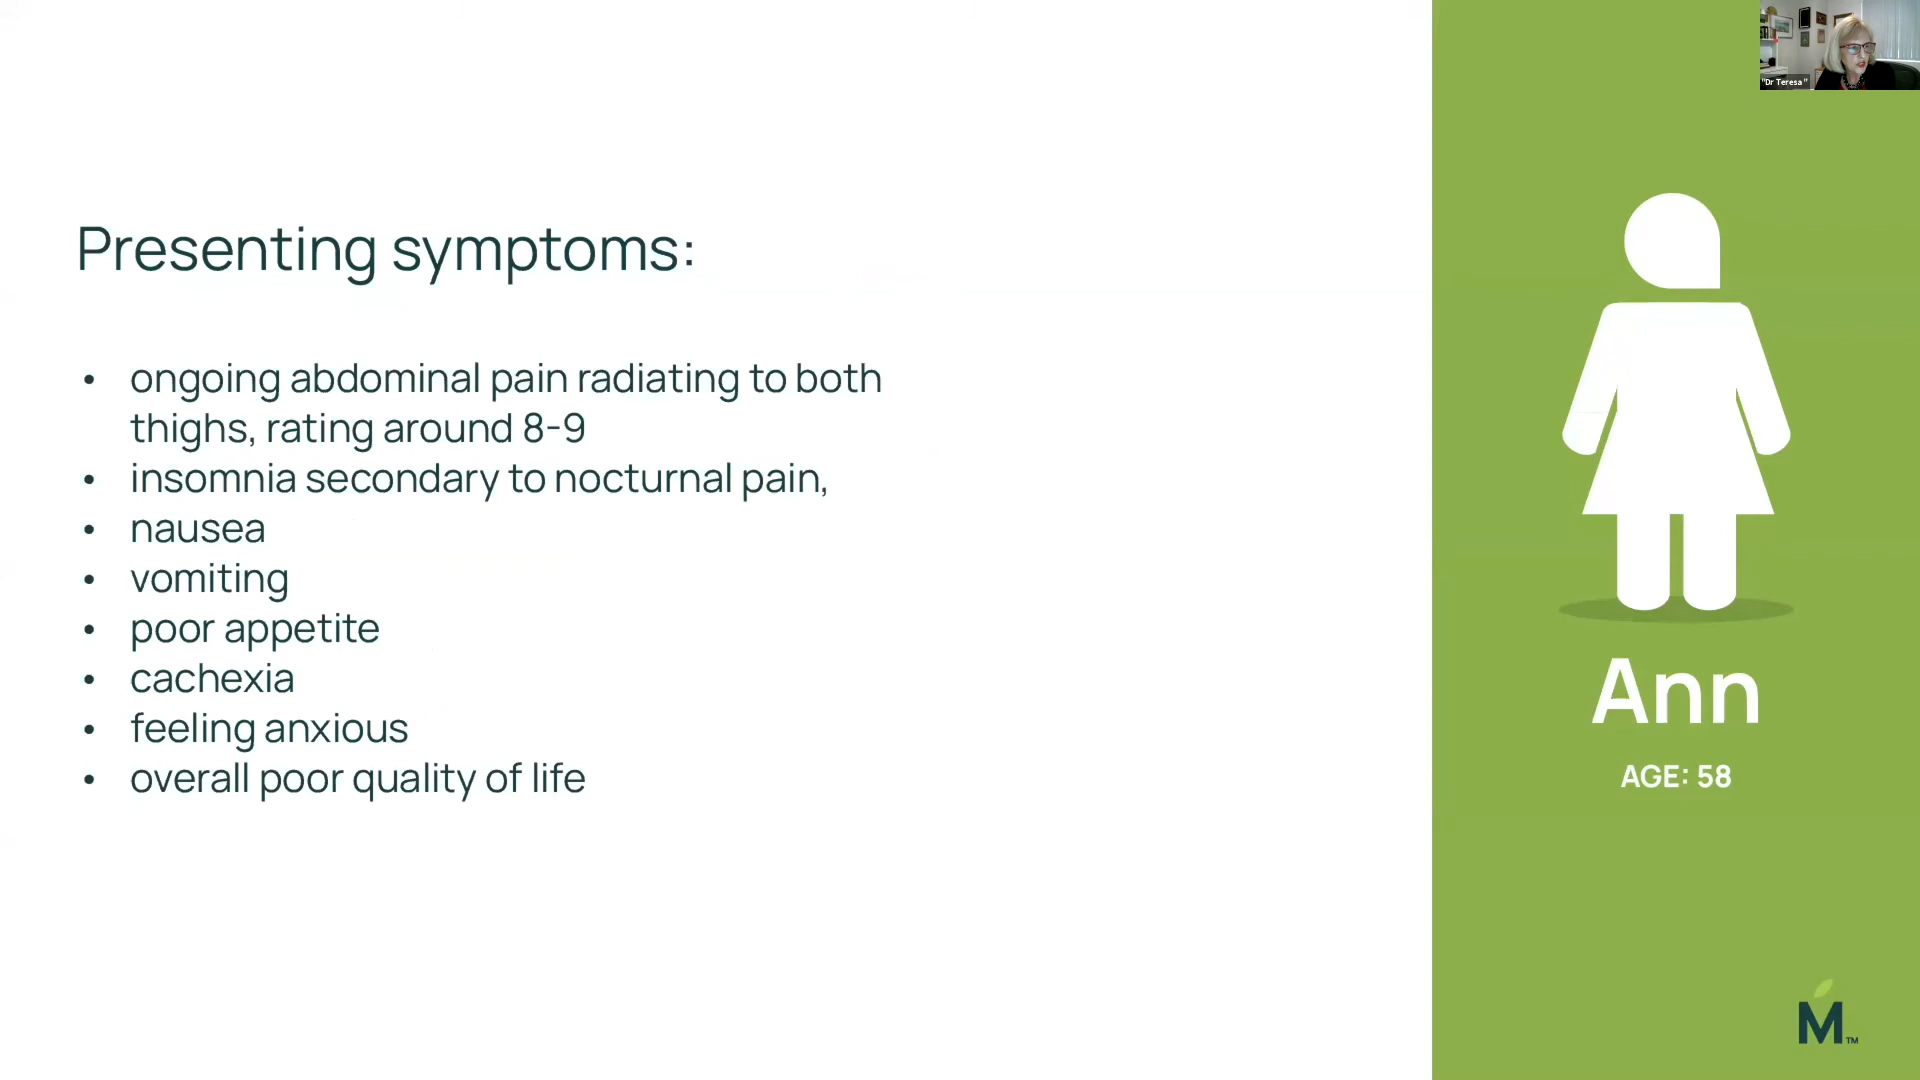 "Dr Teresa"
Presenting symptoms:
• ongoing abdominal pain radiating to both
thighs, rating around 8-9
• insomnia secondary to nocturnal pain,
• nausea
• vomiting
• poor appetite
• cachexia
• feeling anxious
• overall poor quality of life
Ann
AGE: 58
M™